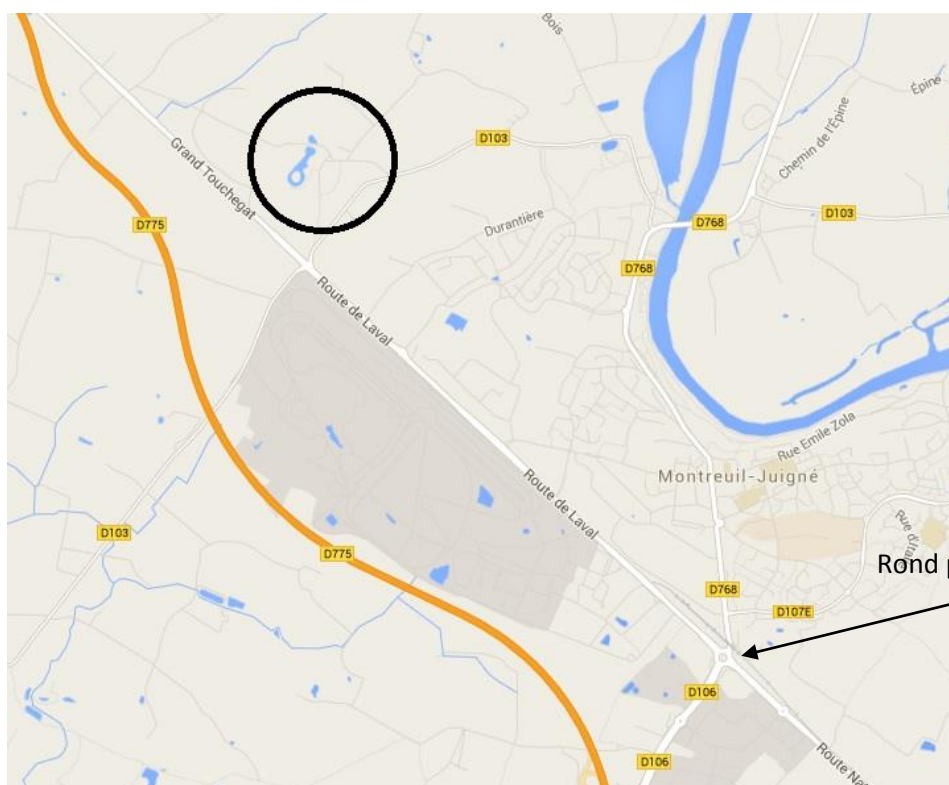 Bois
Épine
D103
Chemin de l'Épine
Grand Touchegat
D103
D768
Durantière
D775
D768
Route de Laval
Rue Emile Zola
Montreuil-Juigné
Route de Laval
Rue d'Ita
D103
D775
Rond p
D768
D107E
D106
Route Na
D106